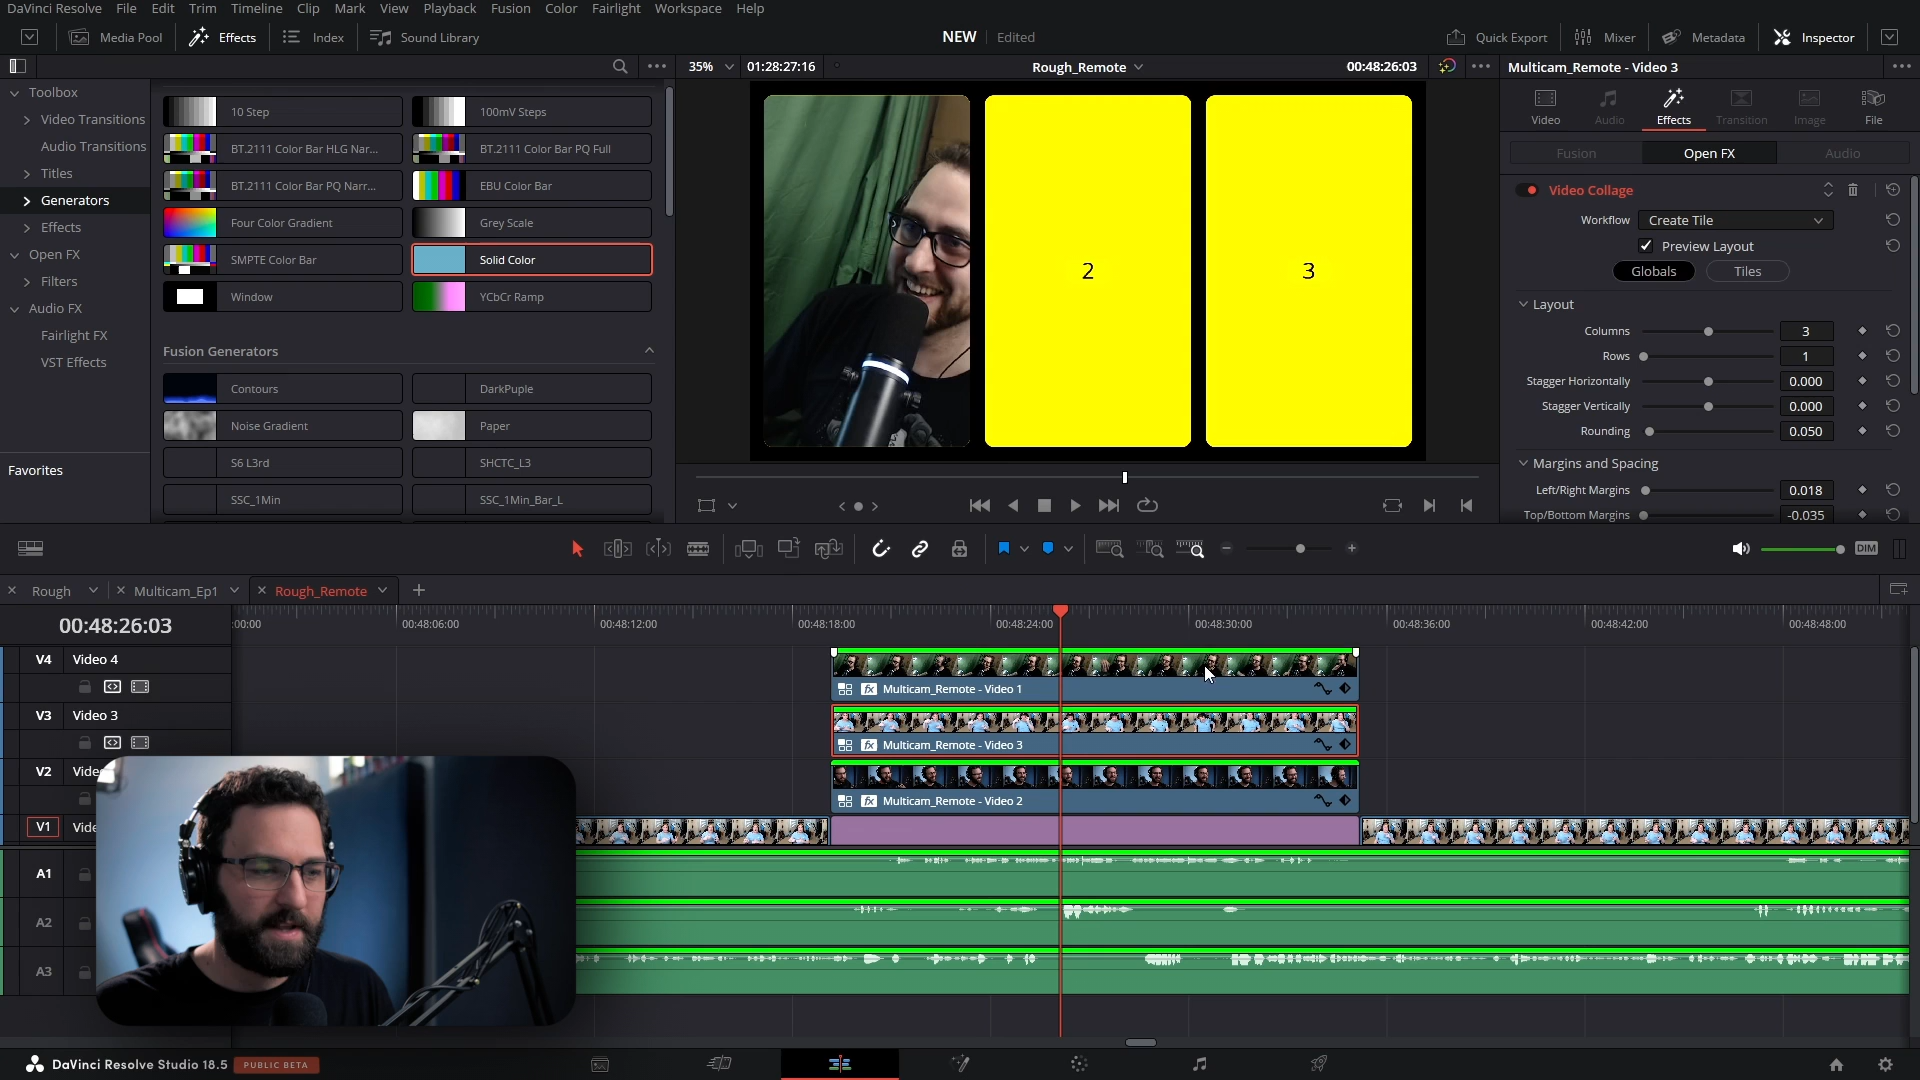 DaVinci Resolve File Edit Trim Timeline Clip Mark View Playback Fusion Color Fairlight Workspace Help
Media Pool Effects Index Sound Library NEW Edited Quick Export Mixer Metadata Inspector
35% 01:28:27:16 Rough_Remote 00:48:26:03 Multicam_Remote - Video 3
Toolbox
Video Transitions
Audio Transitions
Titles
Generators
Effects
Open FX
Filters
Audio FX
Fairlight FX
VST Effects
Favorites
10 Step 100mV Steps
BT.2111 Color Bar HLG Nar... BT.2111 Color Bar PQ Full
BT.2111 Color Bar PQ Narr... EBU Color Bar
Four Color Gradient Grey Scale
SMPTE Color Bar Solid Color
Window YCbCr Ramp
Fusion Generators
Contours DarkPuple
Noise Gradient Paper
S6 L3rd SHCTC_L3
SSC_1Min SSC_1Min_Bar_L
2 3
Video Audio Effects Transition Image File
Fusion Open FX Audio
Video Collage
Workflow Create Tile
Preview Layout
Globals Tiles
Layout
Columns 3
Rows 1
Stagger Horizontally 0.000
Stagger Vertically 0.000
Rounding 0.050
Margins and Spacing
Left/Right Margins 0.018
Top/Bottom Margins -0.035
DIM
Rough Multicam_Ep1 Rough_Remote
00:48:26:03 :00:00 00:48:06:00 00:48:12:00 00:48:18:00 00:48:24:00 00:48:30:00 00:48:36:00 00:48:42:00 00:48:48:00
V4 Video 4
fx Multicam_Remote - Video 1
V3 Video 3
fx Multicam_Remote - Video 3
V2
fx Multicam_Remote - Video 2
V1
A1
A2
A3
DaVinci Resolve Studio 18.5 PUBLIC BETA